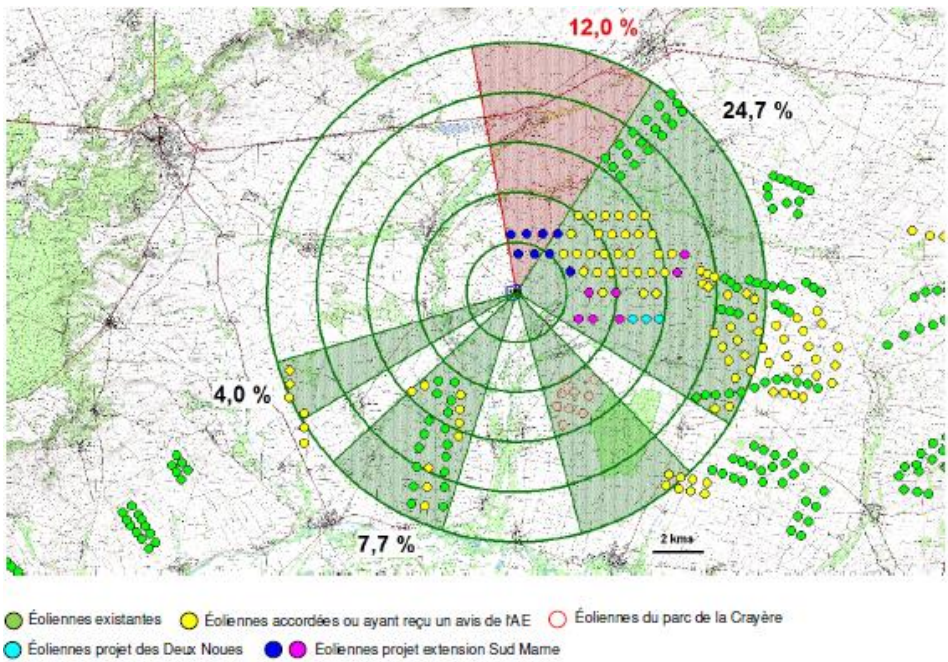 12,0 %
24,7 %
4,0 %
7,7 %
2 kms
Éoliennes existantes Éoliennes accordées ou ayant reçu un avis de l'AE Éoliennes du parc de la Crayère
Éoliennes projet des Deux Noues Éoliennes projet extension Sud Marne